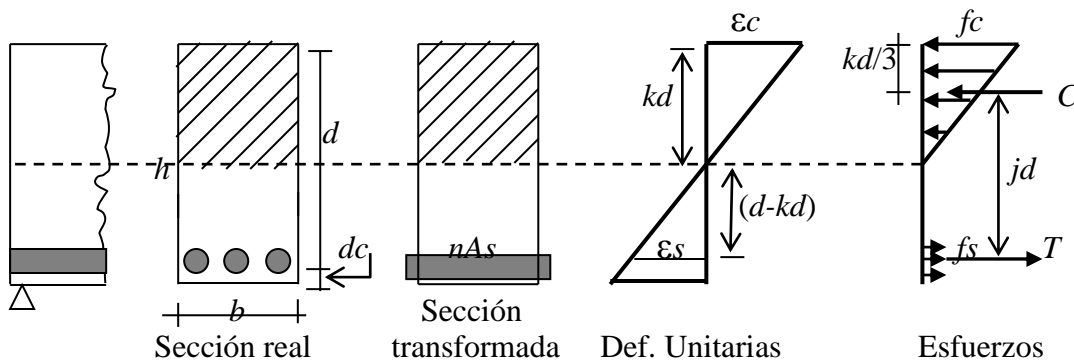 εc
fc
kd/3
kd
d
C
h
jd
(d-kd)
dc
nAs
εs
fs
T
b
Sección real
Sección
transformada
Def. Unitarias
Esfuerzos